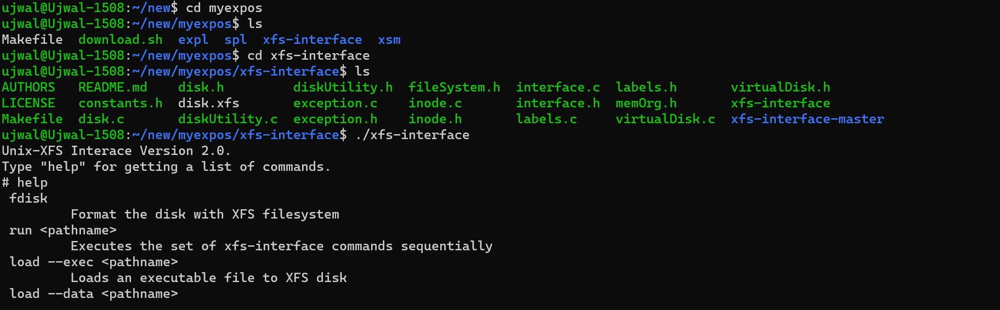 ujwal@Ujwal-1508:~/new$ cd myexpos
ujwal@Ujwal-1508:~/new/myexpos$ ls
Makefile  download.sh  expl  spl  xfs-interface  xsm
ujwal@Ujwal-1508:~/new/myexpos$ cd xfs-interface
ujwal@Ujwal-1508:~/new/myexpos/xfs-interface$ ls
AUTHORS   README.md    disk.h         diskUtility.h  fileSystem.h  interface.c  labels.h       virtualDisk.h
LICENSE   constants.h  disk.xfs       exception.c    inode.c       interface.h  memOrg.h       xfs-interface
Makefile  disk.c       diskUtility.c  exception.h    inode.h       labels.c     virtualDisk.c  xfs-interface-master
ujwal@Ujwal-1508:~/new/myexpos/xfs-interface$ ./xfs-interface
Unix-XFS Interace Version 2.0.
Type "help" for getting a list of commands.
# help
 fdisk
         Format the disk with XFS filesystem
 run <pathname>
         Executes the set of xfs-interface commands sequentially
 load --exec <pathname>
         Loads an executable file to XFS disk
 load --data <pathname>